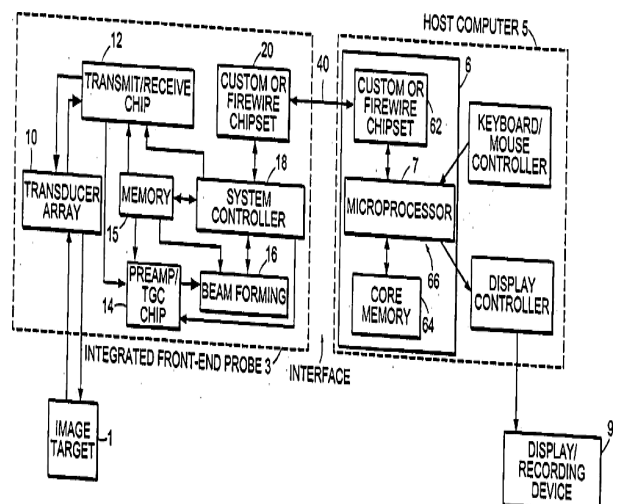 HOST COMPUTER 5
12
TRANSMIT/RECEIVE
CHIP
20
CUSTOM OR
FIREWIRE
CHIPSET
40
6
CUSTOM OR
FIREWIRE
CHIPSET
62
KEYBOARD/
MOUSE
CONTROLLER
10
TRANSDUCER
ARRAY
18
MEMORY
15
SYSTEM
CONTROLLER
7
MICROPROCESSOR
66
16
PREAMP/
TGC
CHIP
14
BEAM FORMING
CORE
MEMORY
64
DISPLAY
CONTROLLER
INTEGRATED FRONT-END PROBE 3
INTERFACE
IMAGE
TARGET
1
9
DISPLAY/
RECORDING
DEVICE